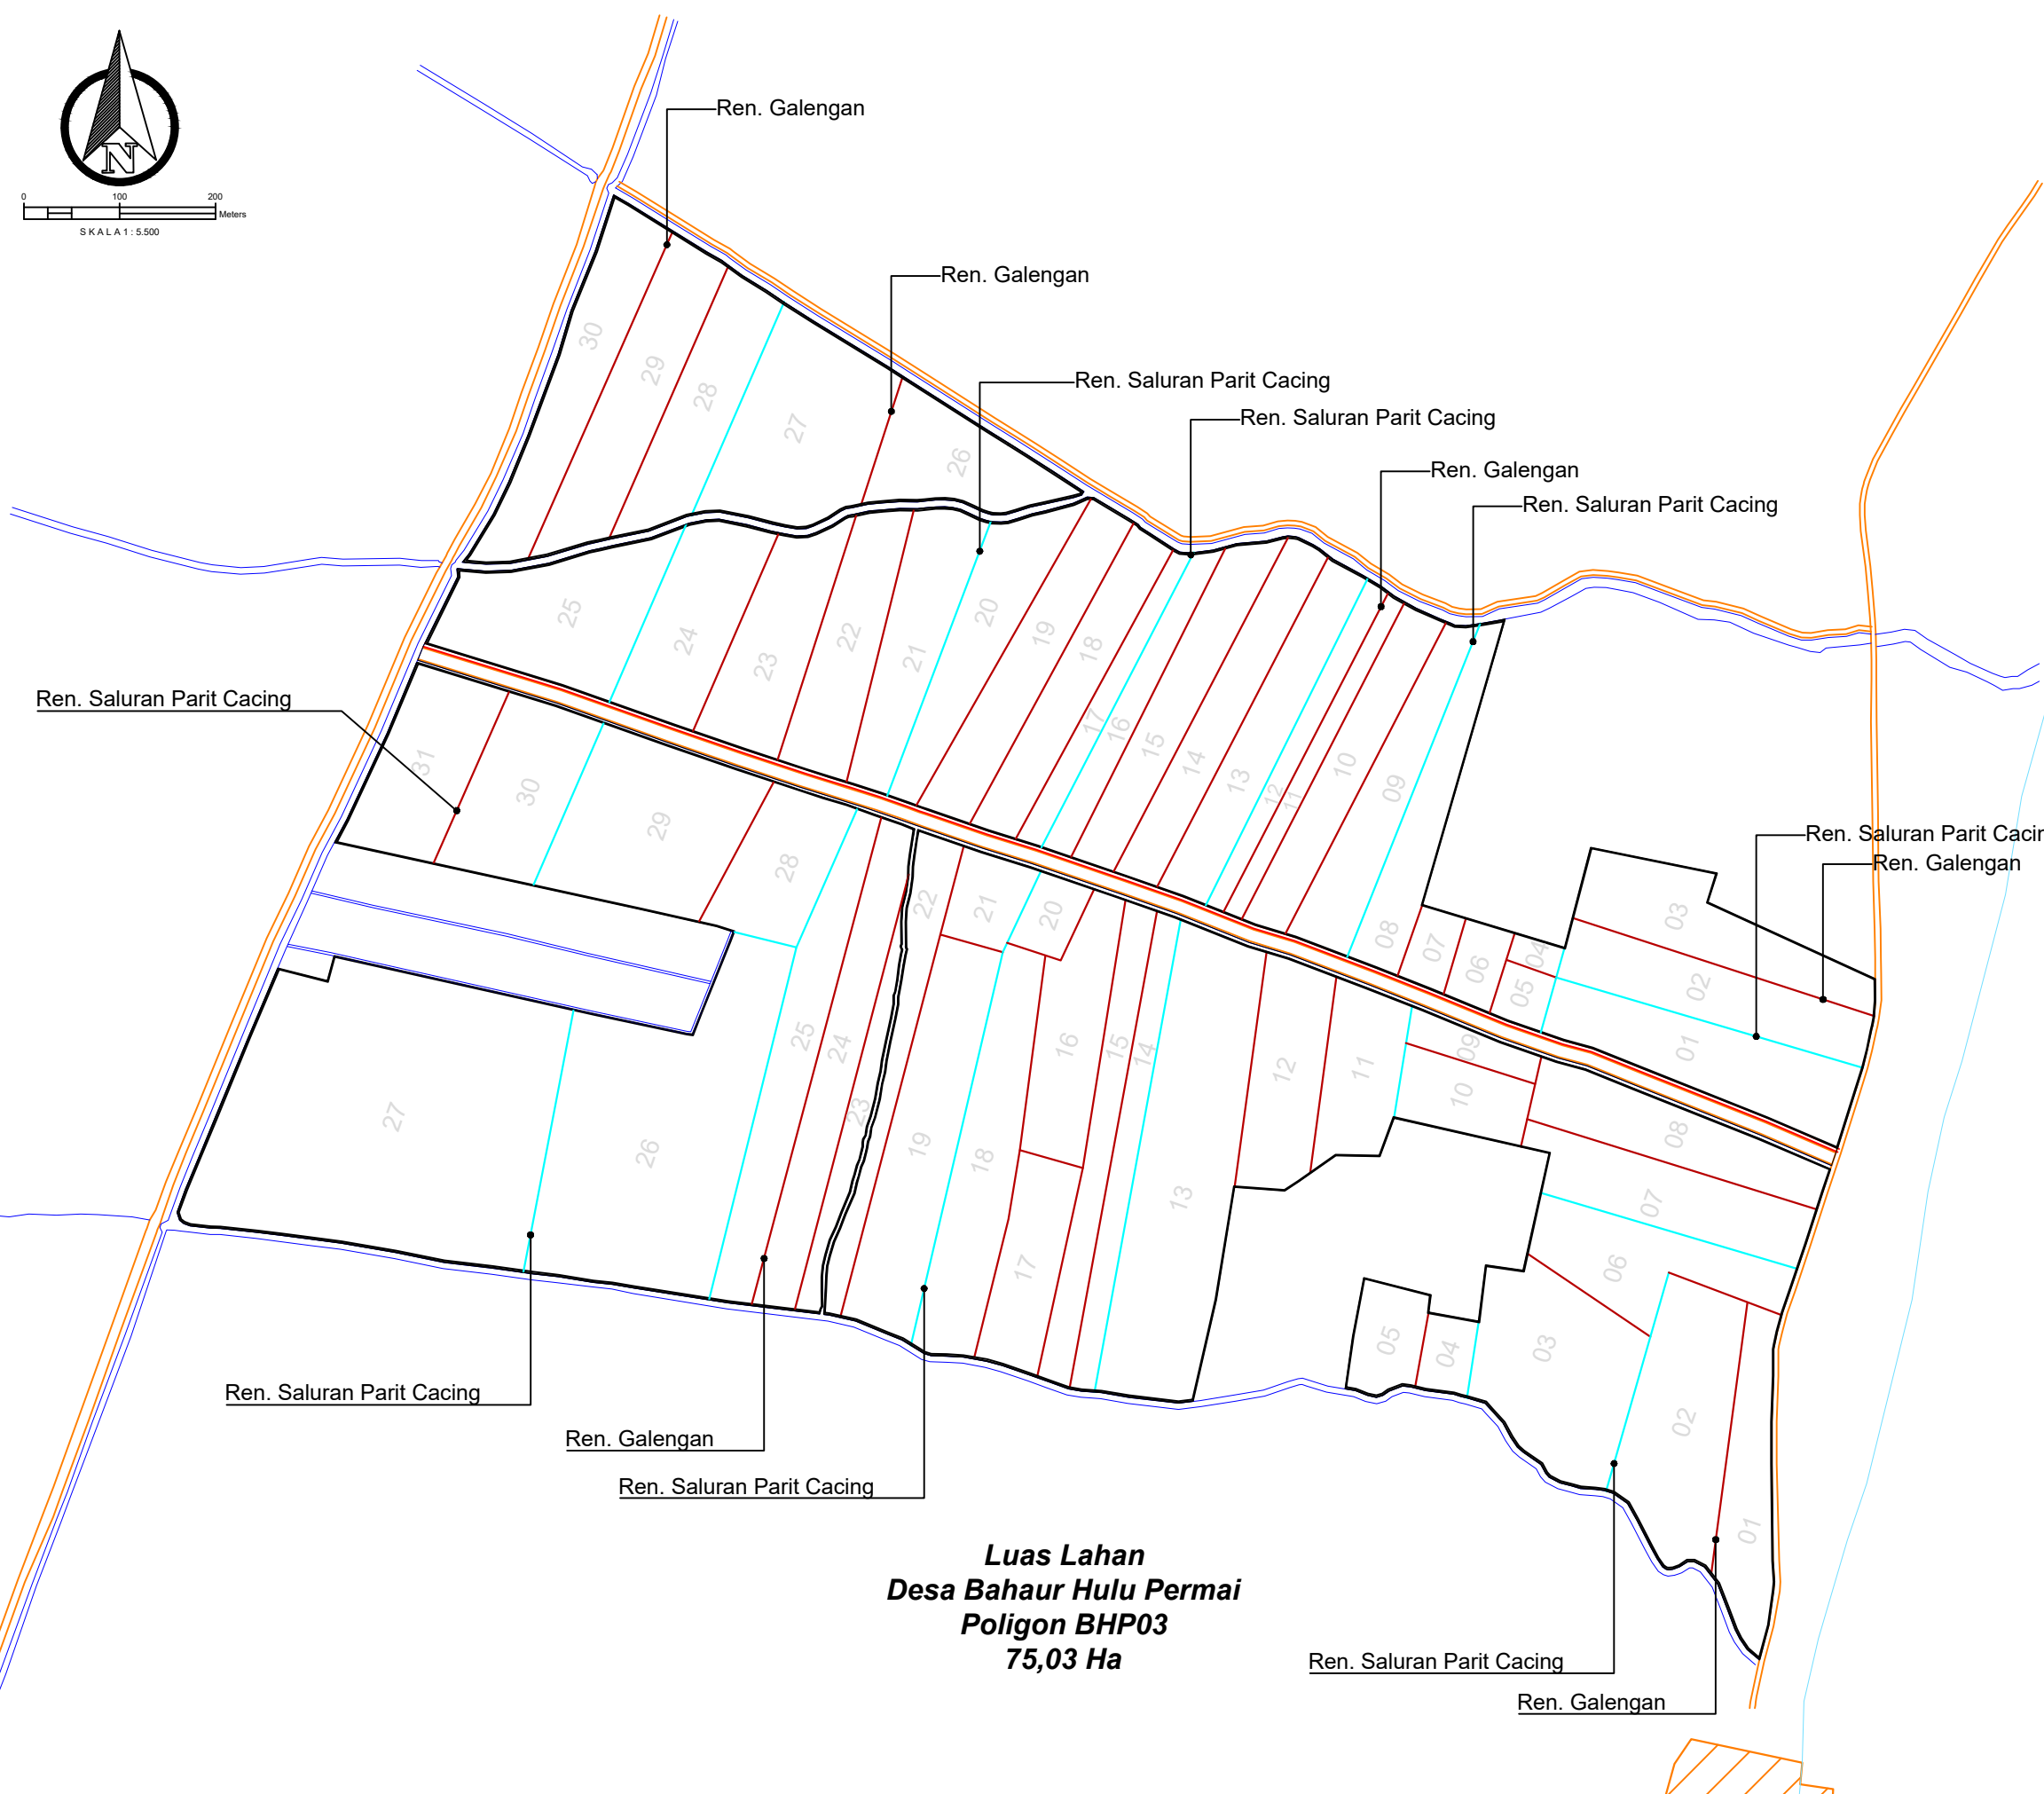 Ren. Galengan
N
0 100 200
Meters
S K A L A 1 : 5.500
Ren. Galengan
Ren. Saluran Parit Cacing
Ren. Saluran Parit Cacing
Ren. Galengan
Ren. Saluran Parit Cacing
30
29
28
27
26
25
24
23
22
21
20
19
18
17
16
15
14
13
12
11
10
09
08
07
06
05
04
03
02
01
Ren. Saluran Parit Cacing
Ren. Saluran Parit Cacin
Ren. Galengan
31
30
29
28
27
26
25
24
23
22
21
20
19
18
17
16
15
14
13
12
11
10
09
08
07
06
05
04
03
02
01
Ren. Saluran Parit Cacing
Ren. Galengan
Ren. Saluran Parit Cacing
Luas Lahan
Desa Bahaur Hulu Permai
Poligon BHP03
75,03 Ha
Ren. Saluran Parit Cacing
Ren. Galengan